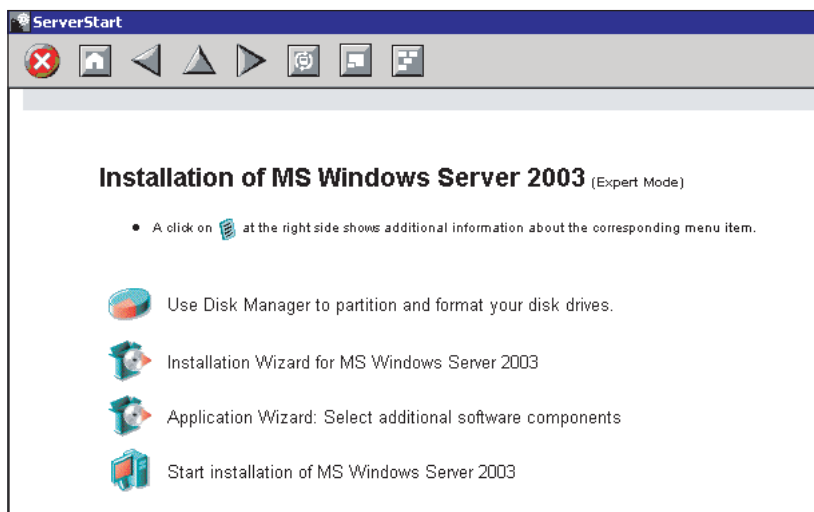 ServerStart
Installation of MS Windows Server 2003 (Expert Mode)
• A click on at the right side shows additional information about the corresponding menu item.
Use Disk Manager to partition and format your disk drives.
Installation Wizard for MS Windows Server 2003
Application Wizard: Select additional software components
Start installation of MS Windows Server 2003